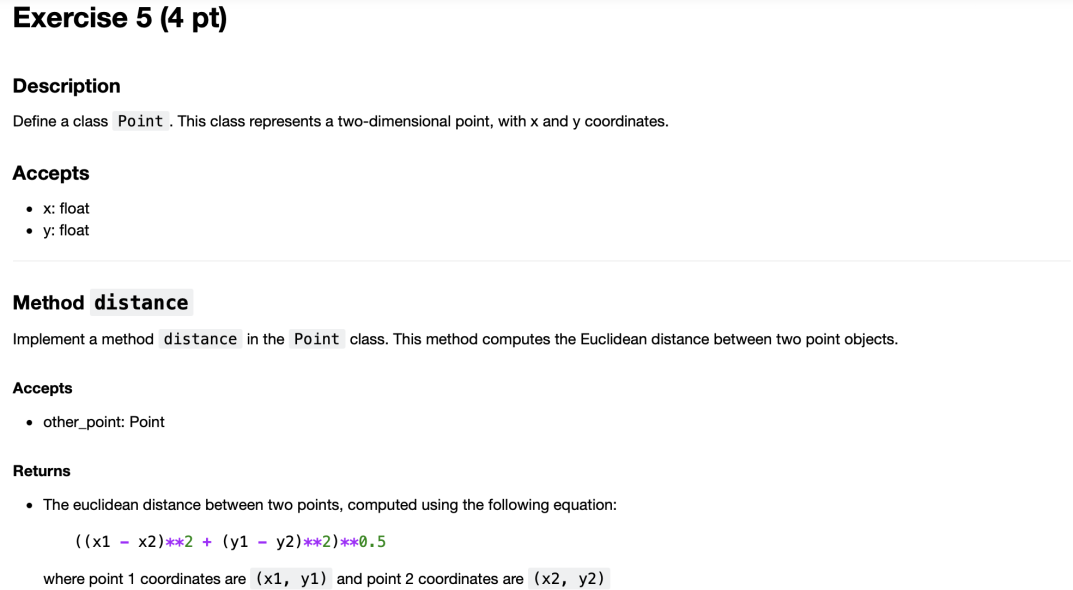 Exercise 5 (4 pt)
Description
Define a class Point . This class represents a two-dimensional point, with x and y coordinates.
Accepts
• x: float
• y: float
Method distance
Implement a method distance in the Point class. This method computes the Euclidean distance between two point objects.
Accepts
• other_point: Point
Returns
• The euclidean distance between two points, computed using the following equation:
((x1 - x2)**2 + (y1 - y2)**2)**0.5
where point 1 coordinates are (x1, y1) and point 2 coordinates are (x2, y2)